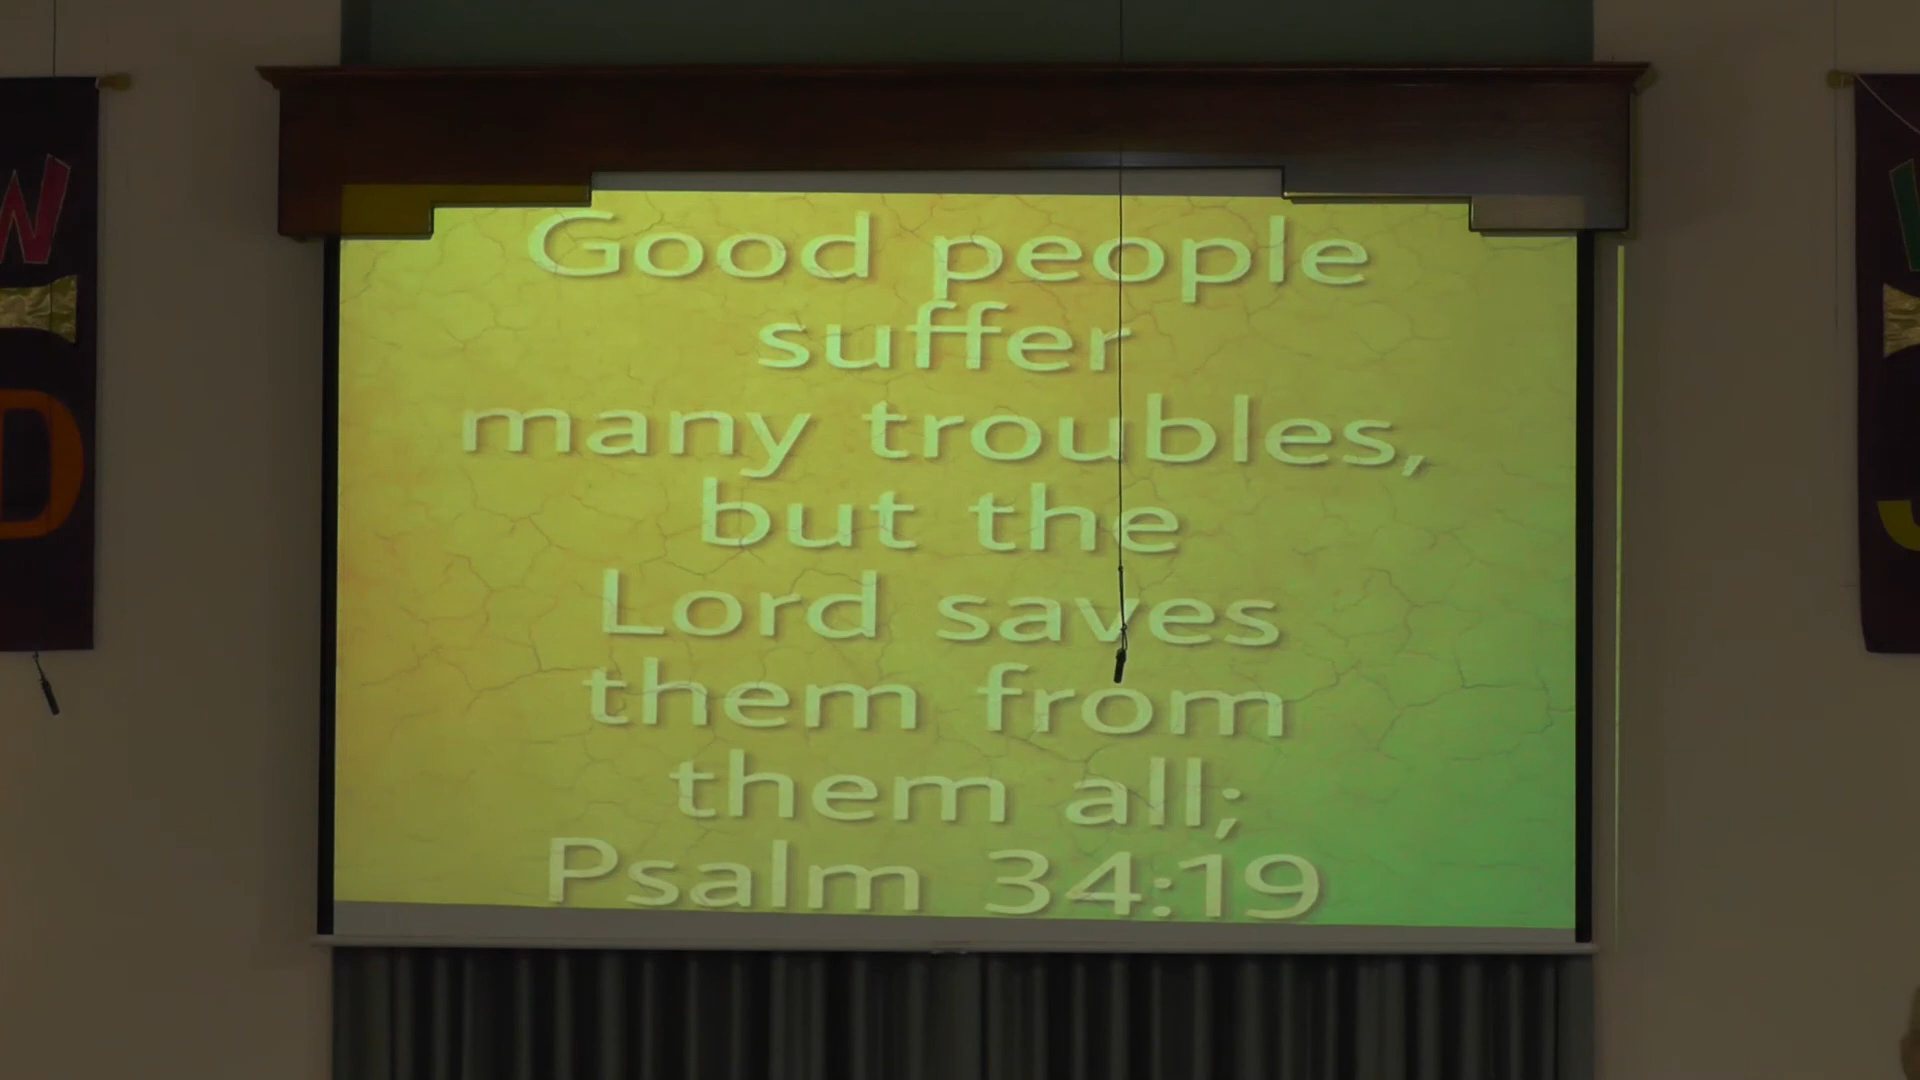 Good people
suffer
many troubles,
but the
Lord saves
them from
them all;
Psalm 34:19
W
D